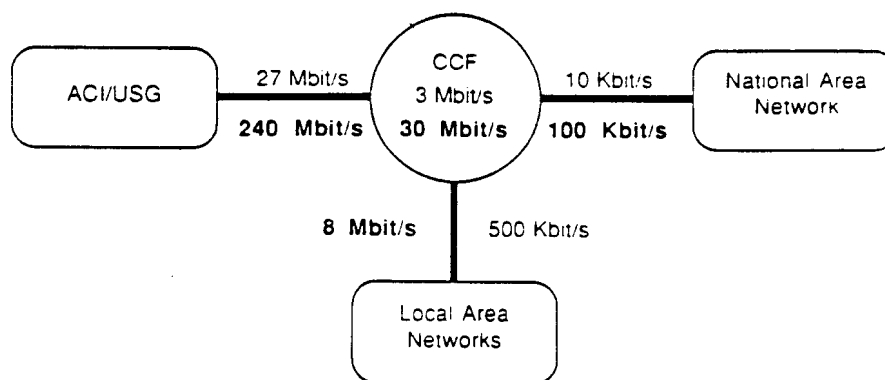 ACI/USG
27 Mbit/s
240 Mbit/s
CCF
3 Mbit/s
30 Mbit/s
10 Kbit/s
100 Kbit/s
National Area
Network
8 Mbit/s
500 Kbit/s
Local Area
Networks